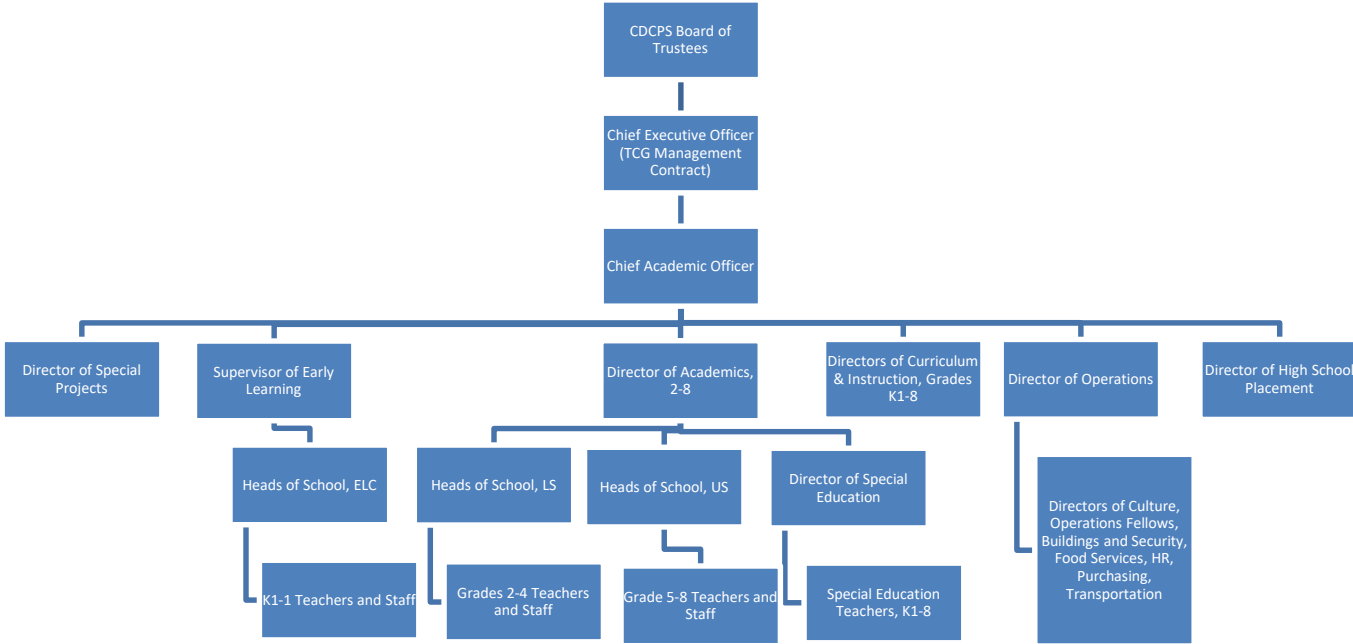 CDCPS Board of
Trustees
Chief Executive Officer
(TCG Management
Contract)
Chief Academic Officer
Director of Special
Projects
Supervisor of Early
Learning
Director of Academics,
2-8
Directors of Curriculum
& Instruction, Grades
K1-8
Director of Operations
Director of High School
Placement
Heads of School, ELC
Heads of School, LS
Heads of School, US
Director of Special
Education
Directors of Culture,
Operations Fellows,
Buildings and Security,
Food Services, HR,
Purchasing,
Transportation
K1-1 Teachers and Staff
Grades 2-4 Teachers
and Staff
Grade 5-8 Teachers and
Staff
Special Education
Teachers, K1-8